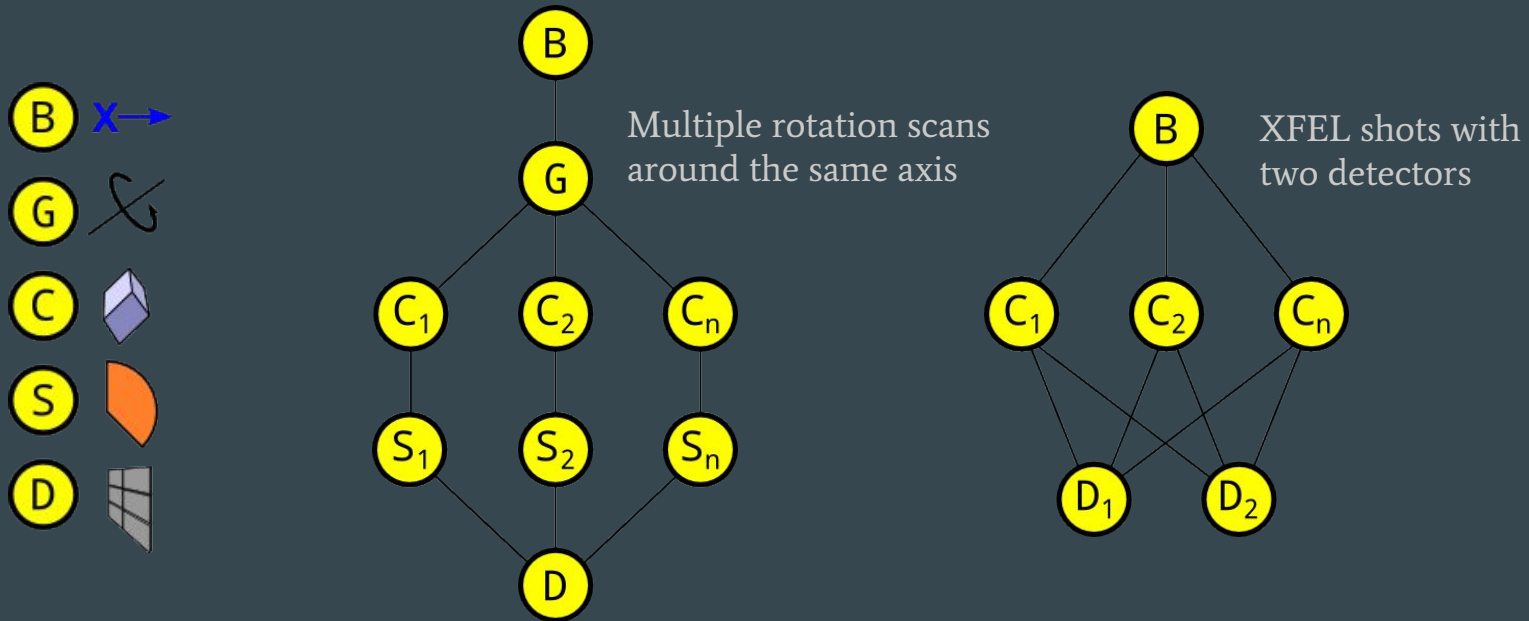 B X
G
C
S
D
B
G
Multiple rotation scans
around the same axis
C₁ C₂ Cₙ
S₁ S₂ Sₙ
D
B
XFEL shots with
two detectors
C₁ C₂ Cₙ
D₁ D₂